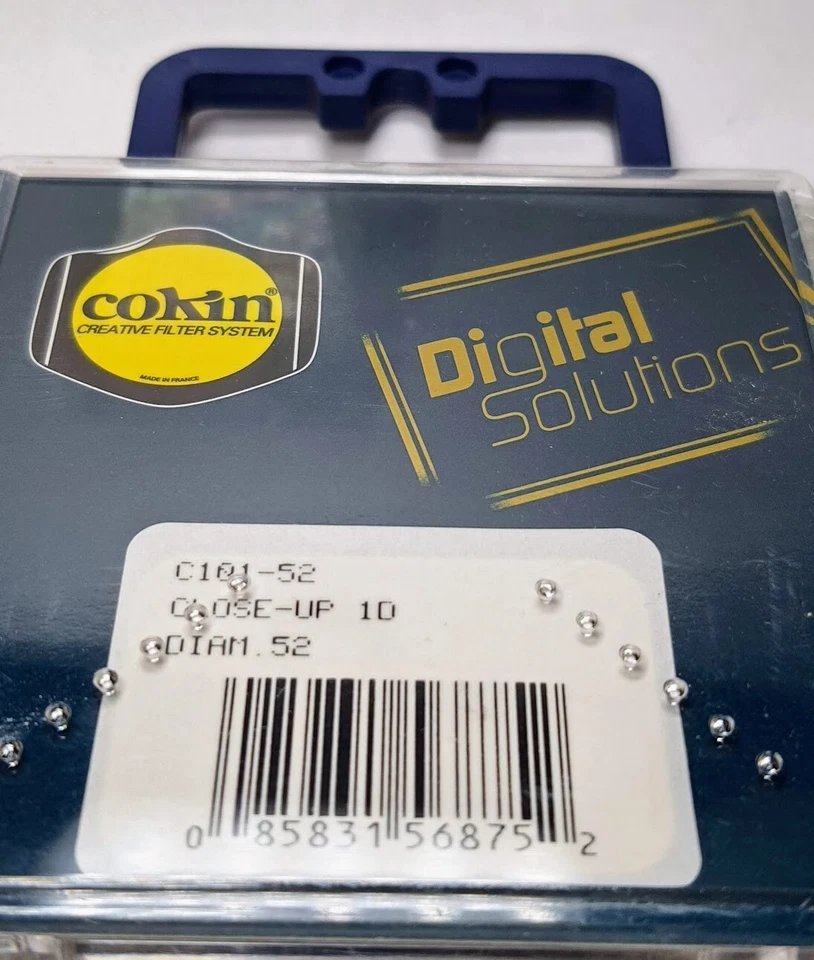 cokin®
CREATIVE FILTER SYSTEM
MADE IN FRANCE
Digital
Solutions
C101-52
CLOSE-UP 1D
DIAM.52
0 85831 56875 2